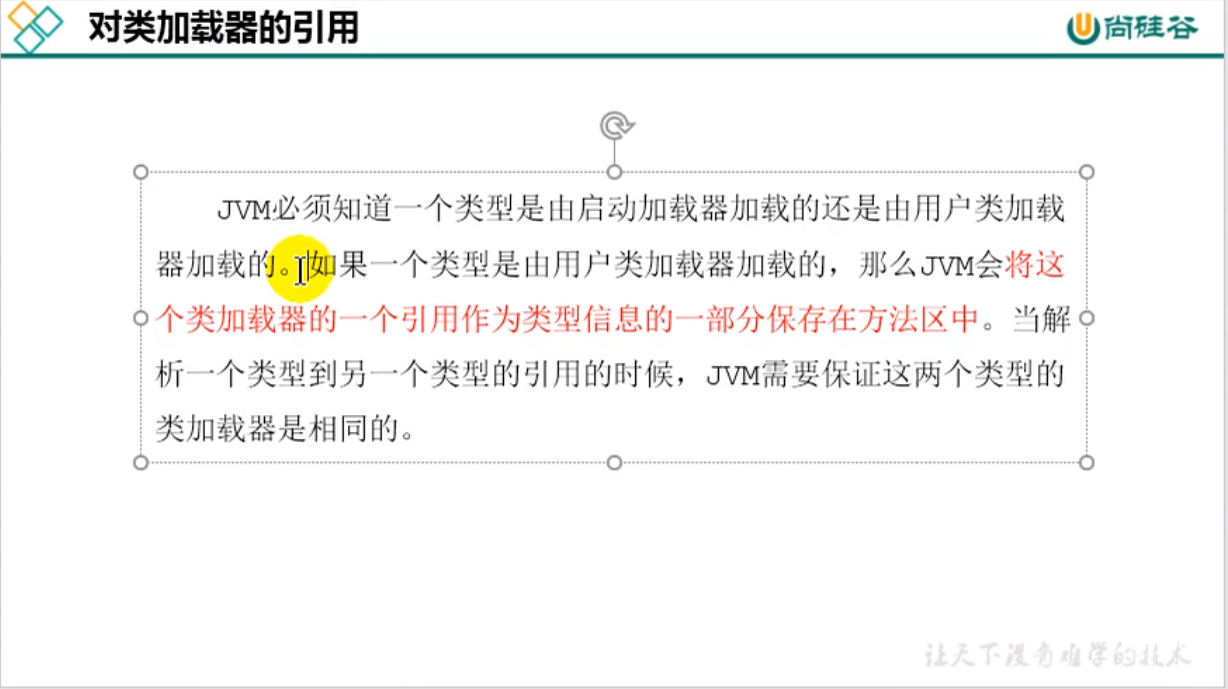 对类加载器的引用
尚硅谷
JVM必须知道一个类型是由启动加载器加载的还是由用户类加载
器加载的。如果一个类型是由用户类加载器加载的，那么JVM会将这
个类加载器的一个引用作为类型信息的一部分保存在方法区中。当解
析一个类型到另一个类型的引用的时候，JVM需要保证这两个类型的
类加载器是相同的。
让天下没有难学的技术